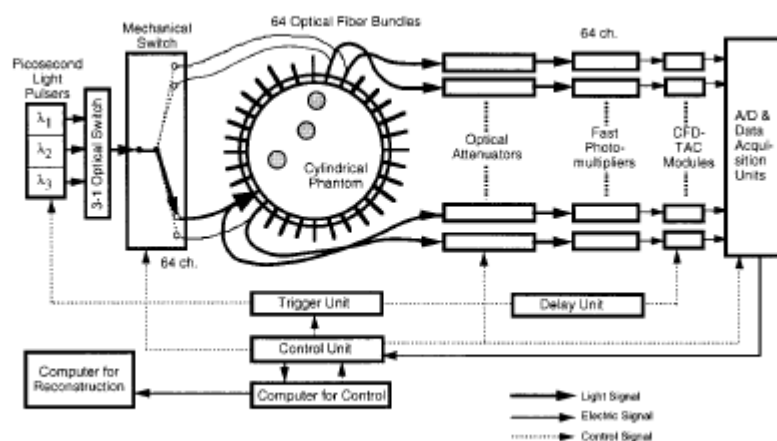 64 Optical Fiber Bundles
Mechanical
Switch
64 ch.
Picosecond
Light
Pulsers
λ1
λ2
λ3
3-1 Optical Switch
Cylindrical
Phantom
Optical
Attenuators
Fast
Photo-
multipliers
CFD-
TAC
Modules
A/D &
Data
Acqui-
sition
Units
64 ch.
Trigger Unit
Delay Unit
Control Unit
Computer for
Reconstruction
Computer for Control
Light Signal
Electric Signal
Control Signal